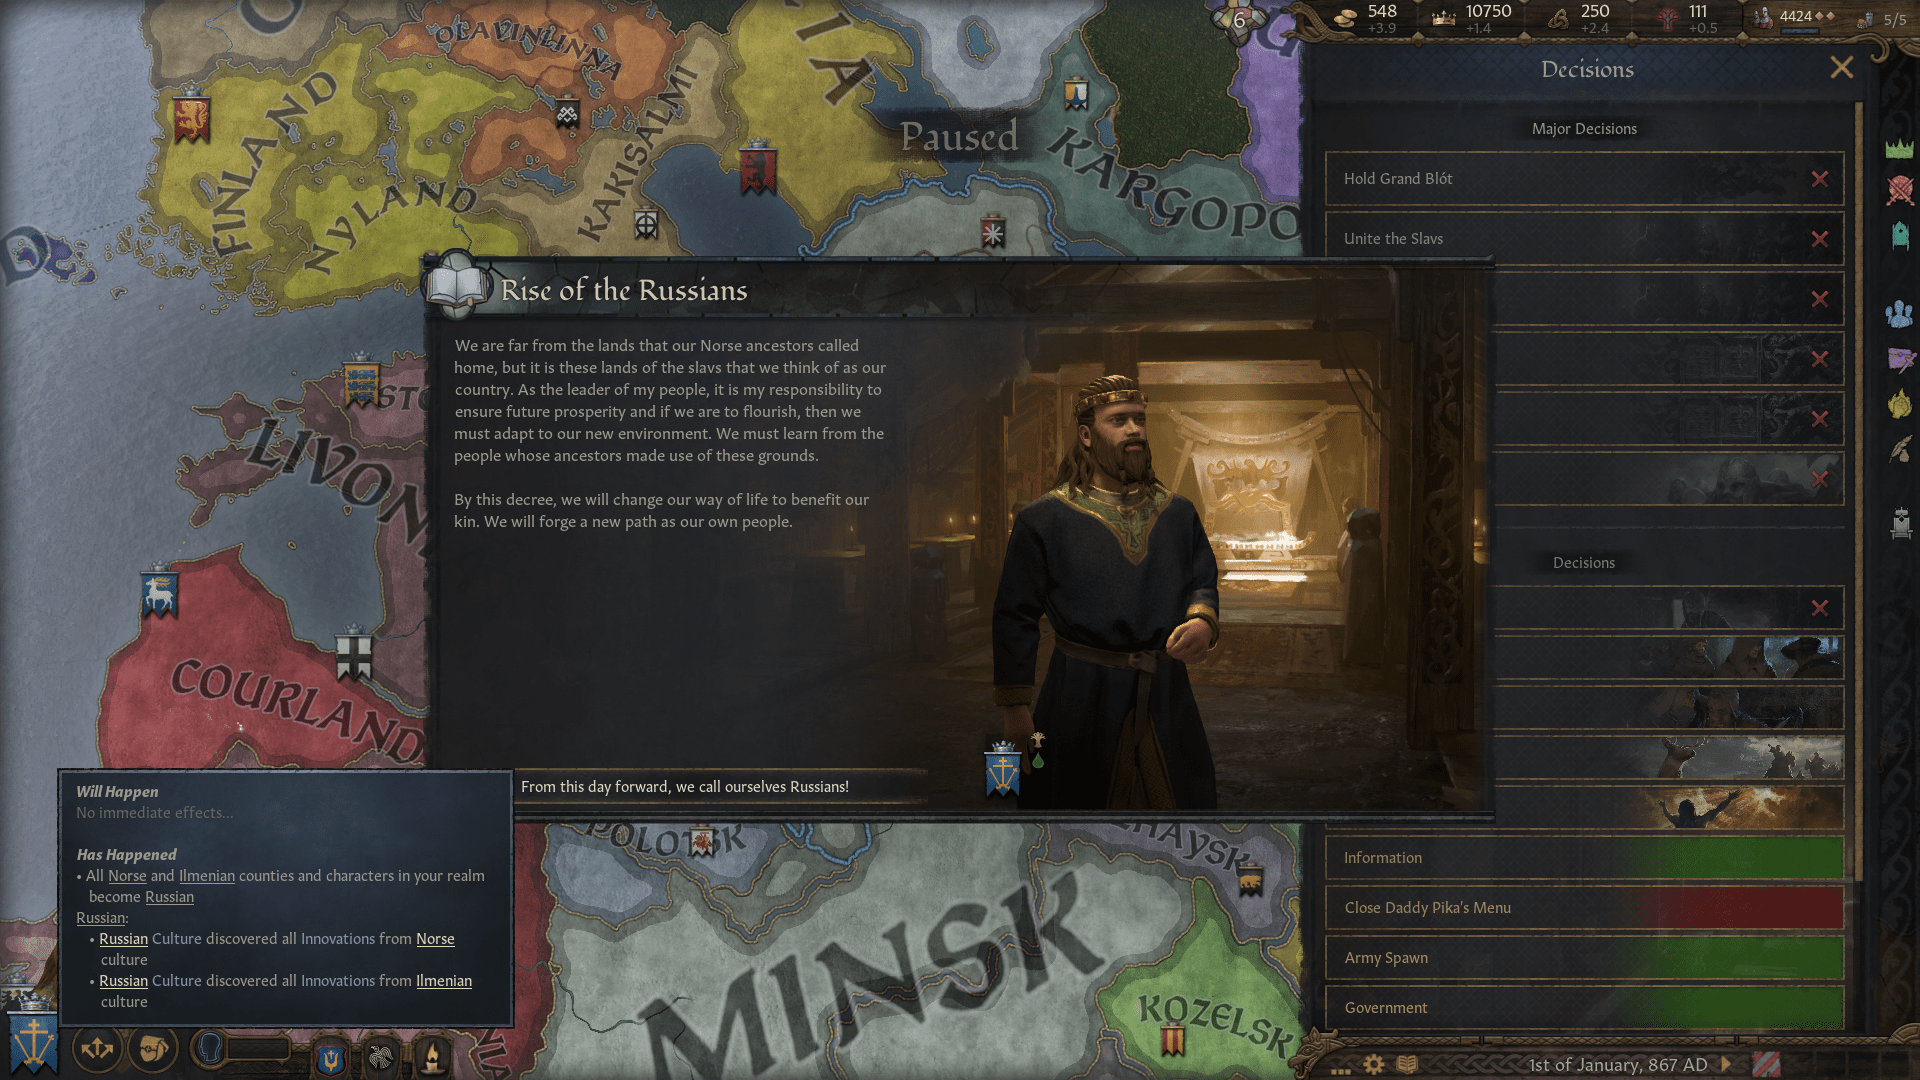 6
548
+3.9
10750
+1.4
250
+2.4
111
+0.5
4424
5/5
Decisions
Major Decisions
Hold Grand Blót
Unite the Slavs
Paused
OLAVINLINNA
FINLAND
NYLAND
KAKISALMI
KARGOPO
LIVON
COURLAND
POLOTSK
MINSK
KOZELSK
Rise of the Russians
We are far from the lands that our Norse ancestors called
home, but it is these lands of the slavs that we think of as our
country. As the leader of my people, it is my responsibility to
ensure future prosperity and if we are to flourish, then we
must adapt to our new environment. We must learn from the
people whose ancestors made use of these grounds.
By this decree, we will change our way of life to benefit our
kin. We will forge a new path as our own people.
From this day forward, we call ourselves Russians!
Will Happen
No immediate effects...
Has Happened
• All Norse and Ilmenian counties and characters in your realm
become Russian
Russian:
• Russian Culture discovered all Innovations from Norse
culture
• Russian Culture discovered all Innovations from Ilmenian
culture
Decisions
Information
Close Daddy Pika's Menu
Army Spawn
Government
1st of January, 867 AD